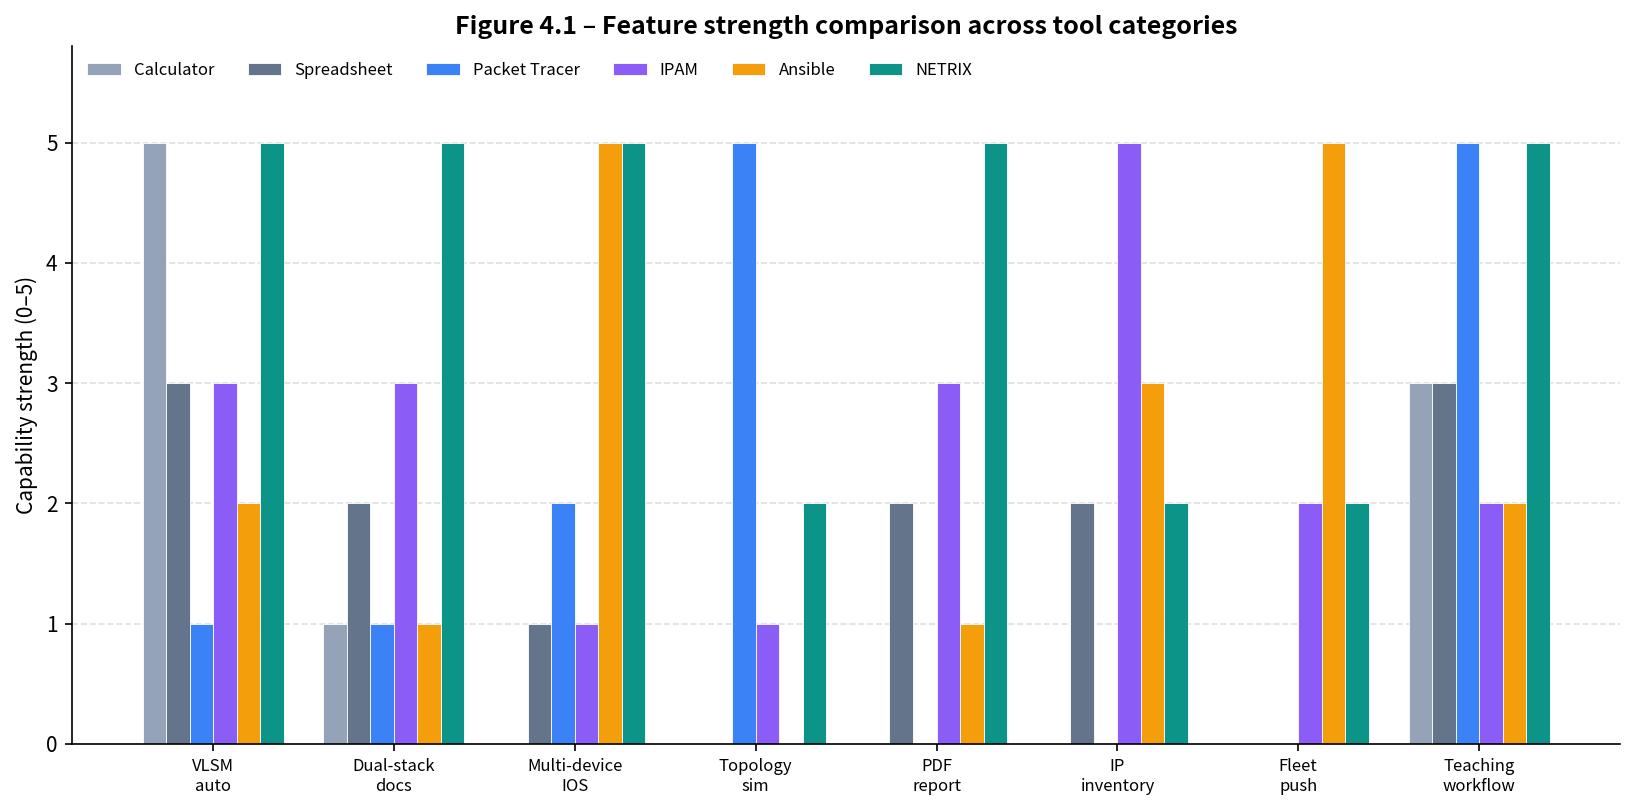 Figure 4.1 – Feature strength comparison across tool categories
Calculator Spreadsheet Packet Tracer IPAM Ansible NETRIX
Capability strength (0–5)
5
4
3
2
1
0
VLSM
auto
Dual-stack
docs
Multi-device
IOS
Topology
sim
PDF
report
IP
inventory
Fleet
push
Teaching
workflow